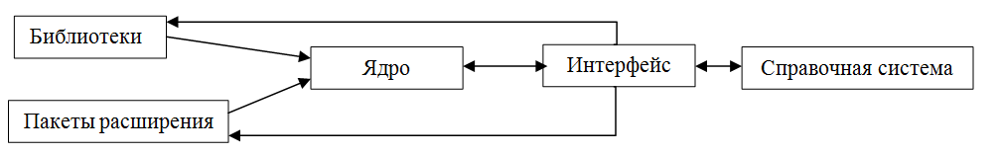 Библиотеки
Ядро
Интерфейс
Справочная система
Пакеты расширения